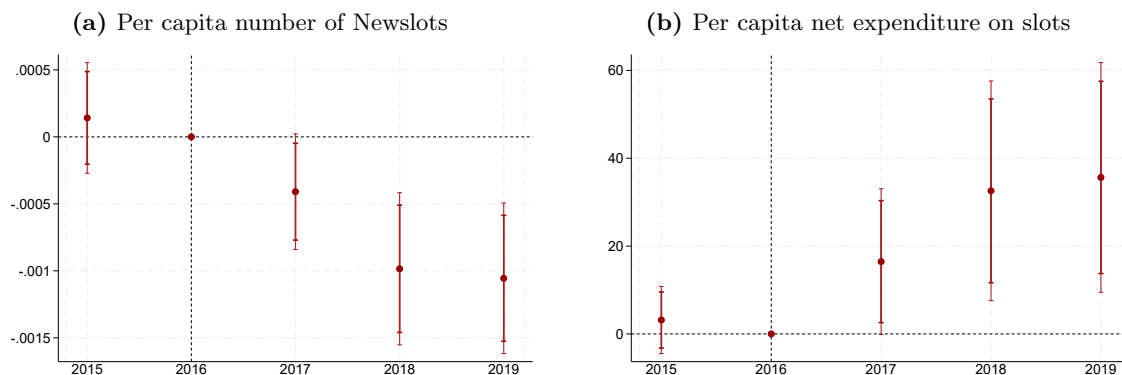 (a) Per capita number of Newslots
.0005
0
-.0005
-.001
-.0015
2015 2016 2017 2018 2019
(b) Per capita net expenditure on slots
60
40
20
0
2015 2016 2017 2018 2019